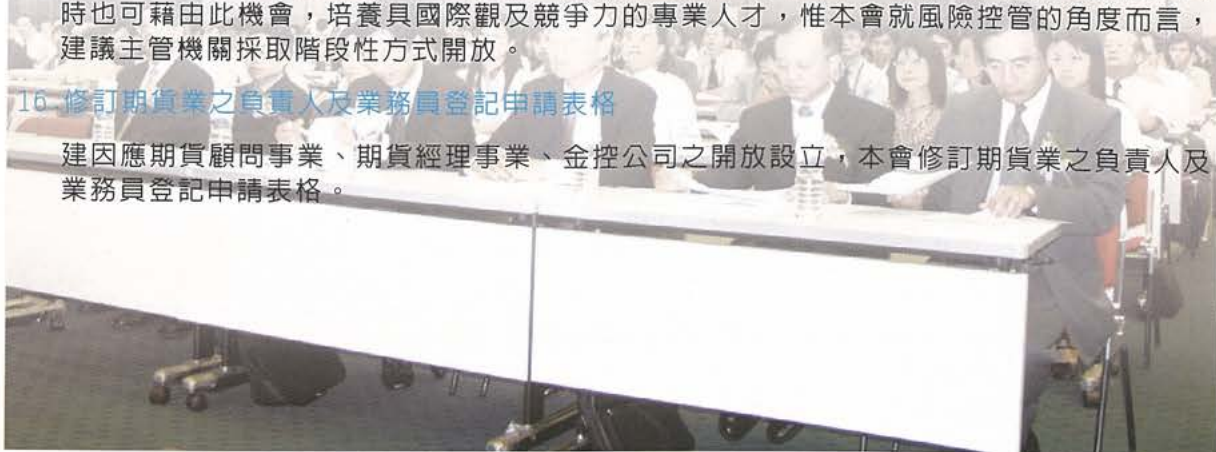 時也可藉由此機會，培養具國際觀及競爭力的專業人才，惟本會就風險控管的角度而言，
建議主管機關採取階段性方式開放。
16.修訂期貨業之負責人及業務員登記申請表格
建因應期貨顧問事業、期貨經理事業、金控公司之開放設立，本會修訂期貨業之負責人及
業務員登記申請表格。